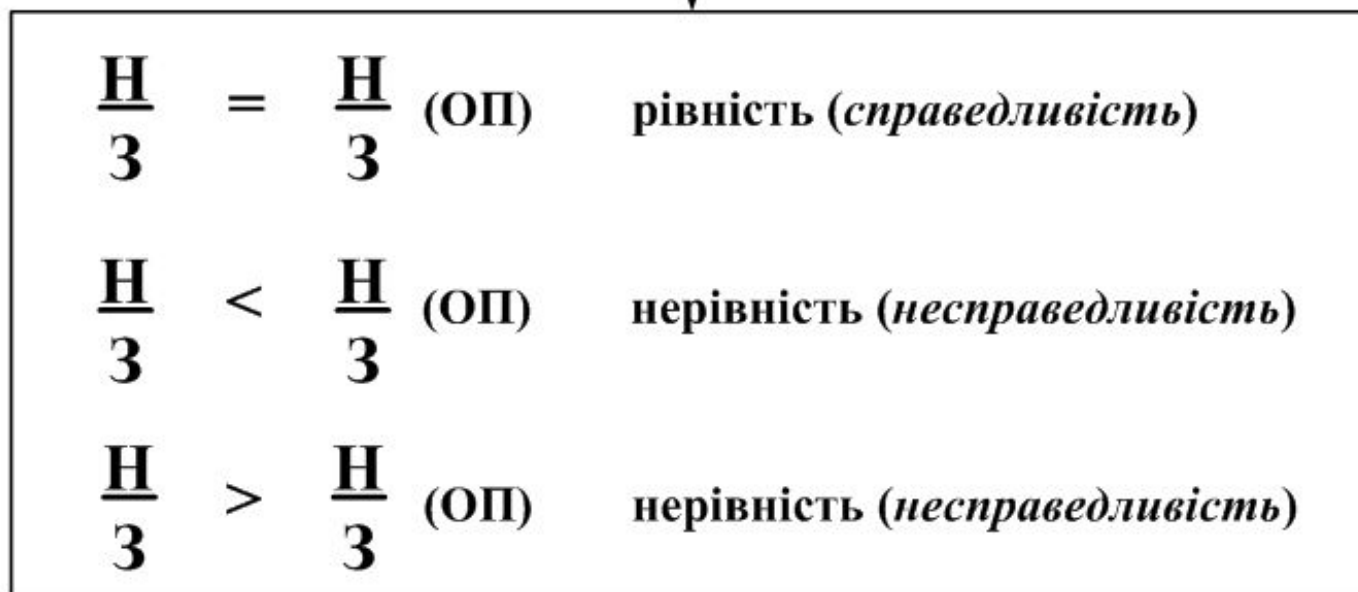 Н = Н (ОП) рівність (справедливість)
З З
Н < Н (ОП) нерівність (несправедливість)
З З
Н > Н (ОП) нерівність (несправедливість)
З З